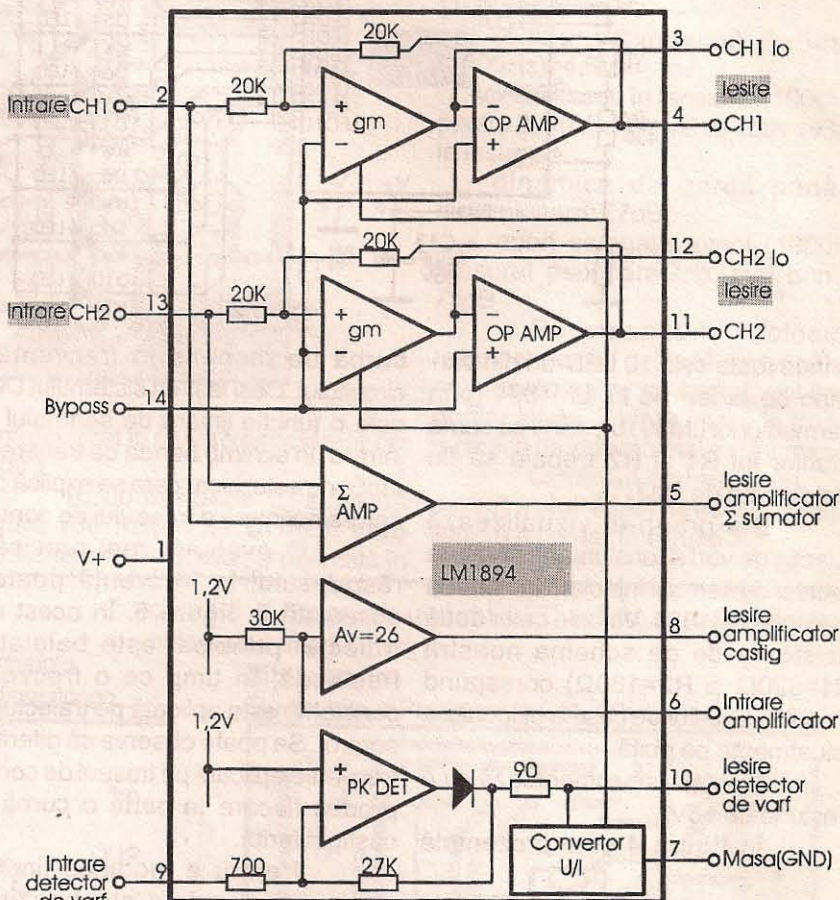 20K
3
CH1 Io
Intrare CH1
2
20K
+
gm
−
−
OP AMP
+
Iesire
4
CH1
20K
12
CH2 Io
Intrare CH2
13
20K
+
gm
−
−
OP AMP
+
Iesire
11
CH2
Bypass
14
Σ
AMP
5
Iesire
amplificator
Σ sumator
V+
1
LM1894
1,2V
30K
Av=26
8
Iesire
amplificator
castig
6
Intrare
amplificator
1,2V
+
PK DET
90
10
Iesire
detector
de varf
Convertor
U/I
Masa(GND)
Intrare
detector
de varf
9
700
27K